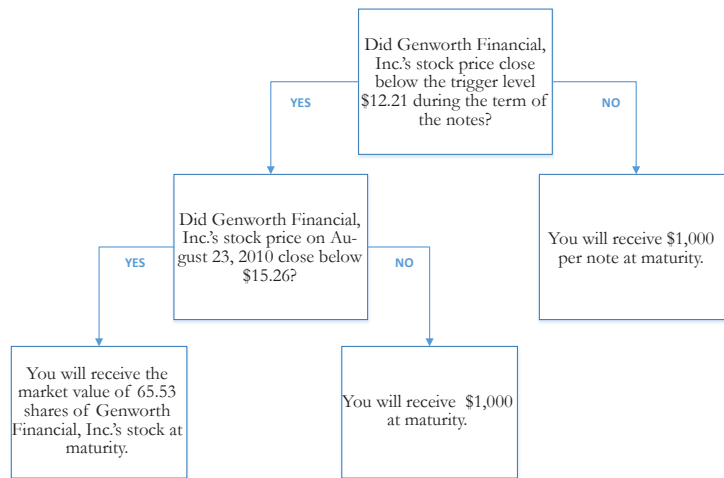 Did Genworth Financial,
Inc.'s stock price close
below the trigger level
$12.21 during the term of
the notes?
YES
NO
Did Genworth Financial,
Inc.'s stock price on Au-
gust 23, 2010 close below
$15.26?
You will receive $1,000
per note at maturity.
YES
NO
You will receive the
market value of 65.53
shares of Genworth
Financial, Inc.'s stock at
maturity.
You will receive $1,000
at maturity.